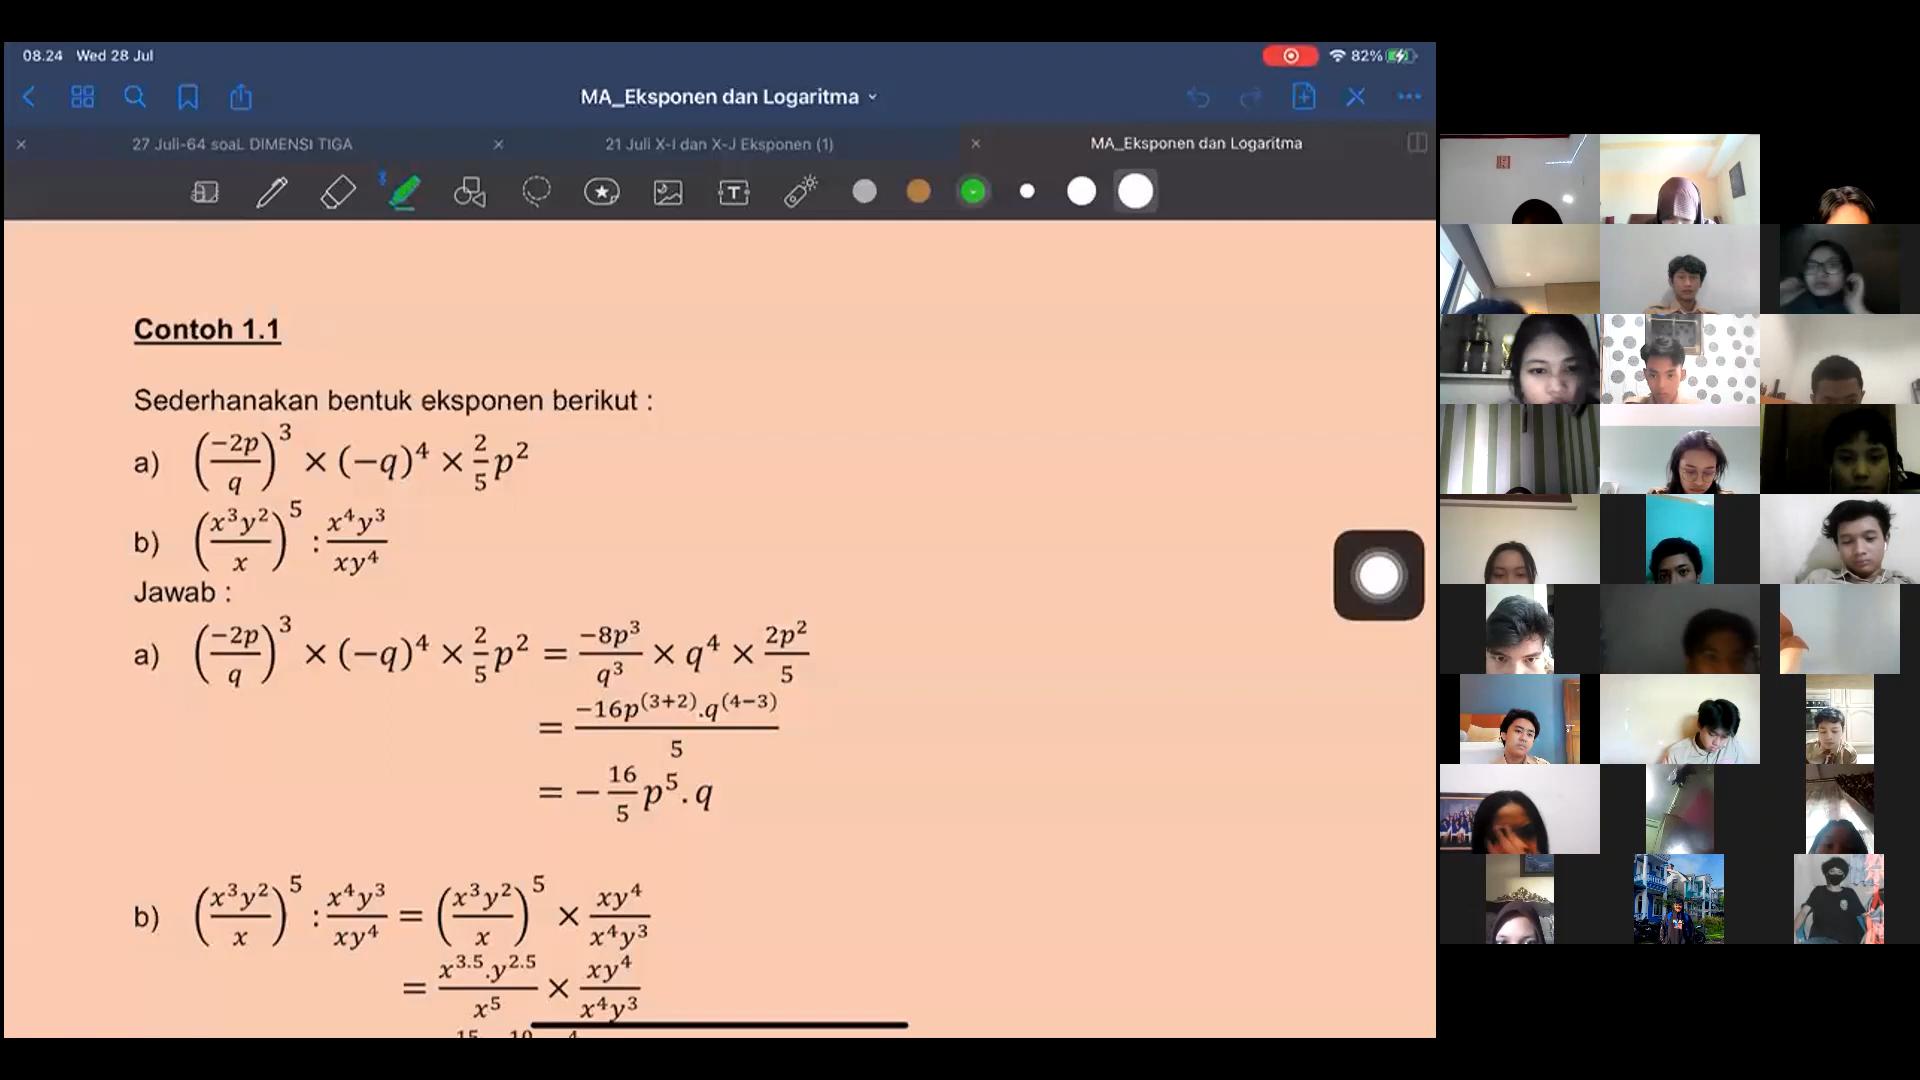 08.24 Wed 28 Jul
82%
MA_Eksponen dan Logaritma
27 Juli-64 soaL DIMENSI TIGA
21 Juli X-I dan X-J Eksponen (1)
MA_Eksponen dan Logaritma
Contoh 1.1
Sederhanakan bentuk eksponen berikut :
a) (−2p/q)³ × (−q)⁴ × 2/5 p²
b) (x³y²/x)⁵ : x⁴y³/xy⁴
Jawab :
a) (−2p/q)³ × (−q)⁴ × 2/5 p² = −8p³/q³ × q⁴ × 2p²/5
= −16p⁽³⁺²⁾.q⁽⁴⁻³⁾/5
= − 16/5 p⁵. q
b) (x³y²/x)⁵ : x⁴y³/xy⁴ = (x³y²/x)⁵ × xy⁴/x⁴y³
= x^3.5.y^2.5/x⁵ × xy⁴/x⁴y³